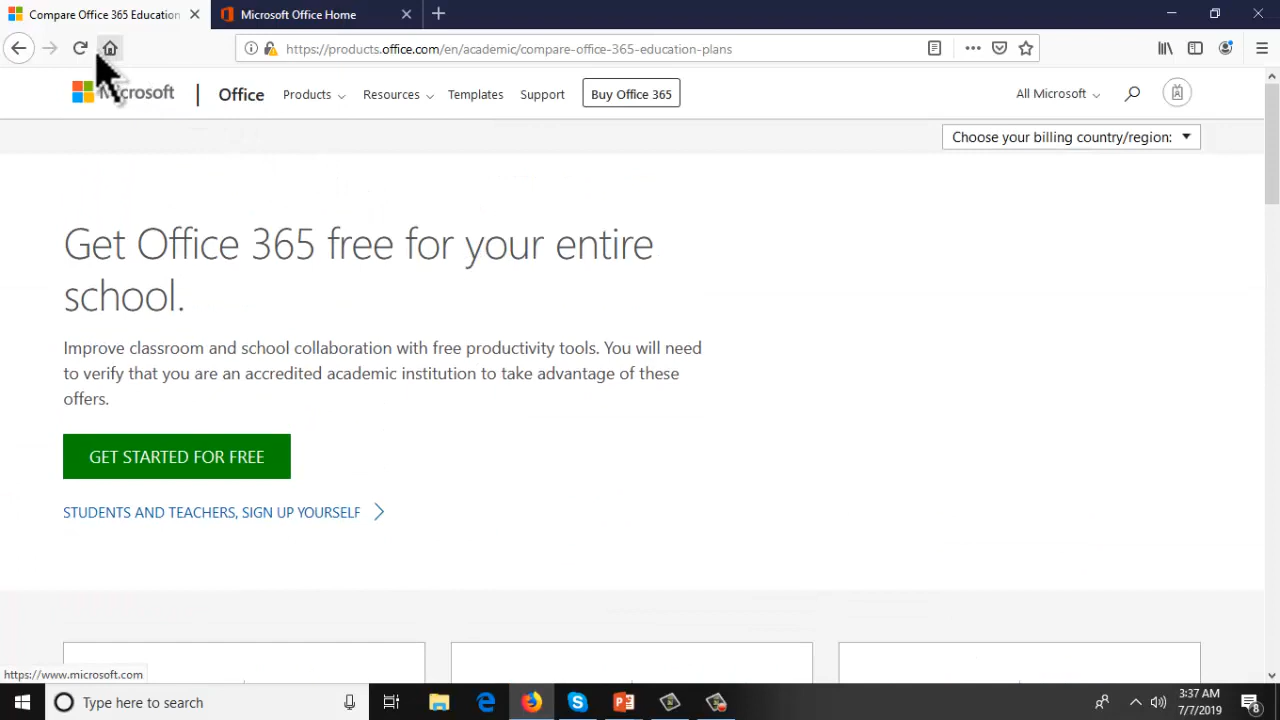 Compare Office 365 Education
Microsoft Office Home
https://products.office.com/en/academic/compare-office-365-education-plans
Microsoft
Office
Products
Resources
Templates
Support
Buy Office 365
All Microsoft
Choose your billing country/region:
Get Office 365 free for your entire
school.
Improve classroom and school collaboration with free productivity tools. You will need
to verify that you are an accredited academic institution to take advantage of these
offers.
GET STARTED FOR FREE
STUDENTS AND TEACHERS, SIGN UP YOURSELF
https://www.microsoft.com
Type here to search
3:37 AM
7/7/2019
8